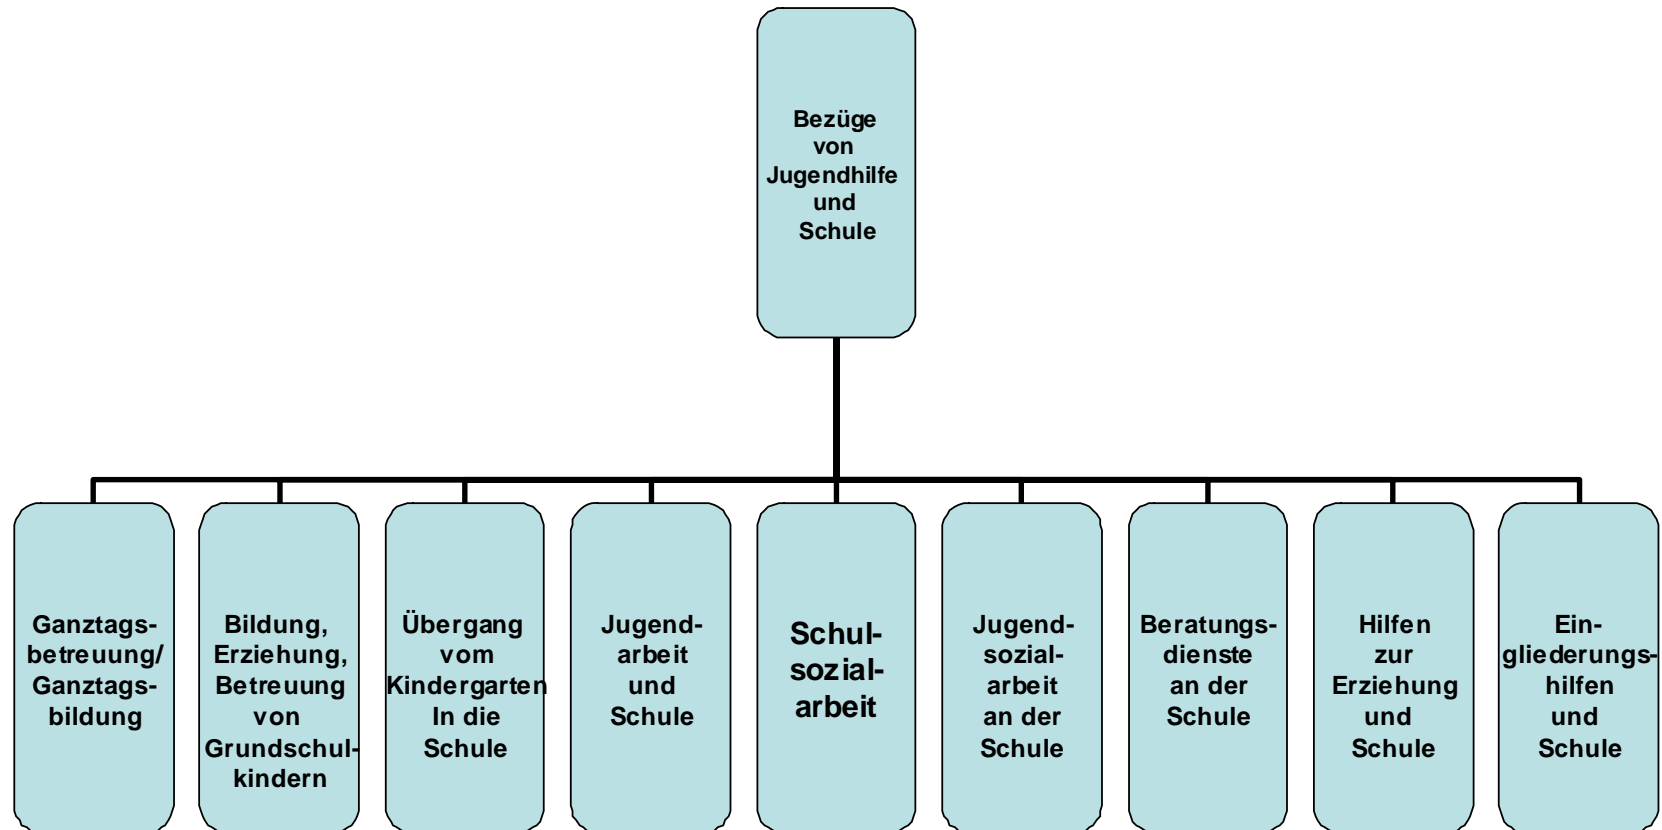 Bezüge
von
Jugendhilfe
und
Schule
Ganztags-
betreuung/
Ganztags-
bildung
Bildung,
Erziehung,
Betreuung
von
Grundschul-
kindern
Übergang
vom
Kindergarten
In die
Schule
Jugend-
arbeit
und
Schule
Schul-
sozial-
arbeit
Jugend-
sozial-
arbeit
an der
Schule
Beratungs-
dienste
an der
Schule
Hilfen
zur
Erziehung
und
Schule
Ein-
gliederungs-
hilfen
und
Schule